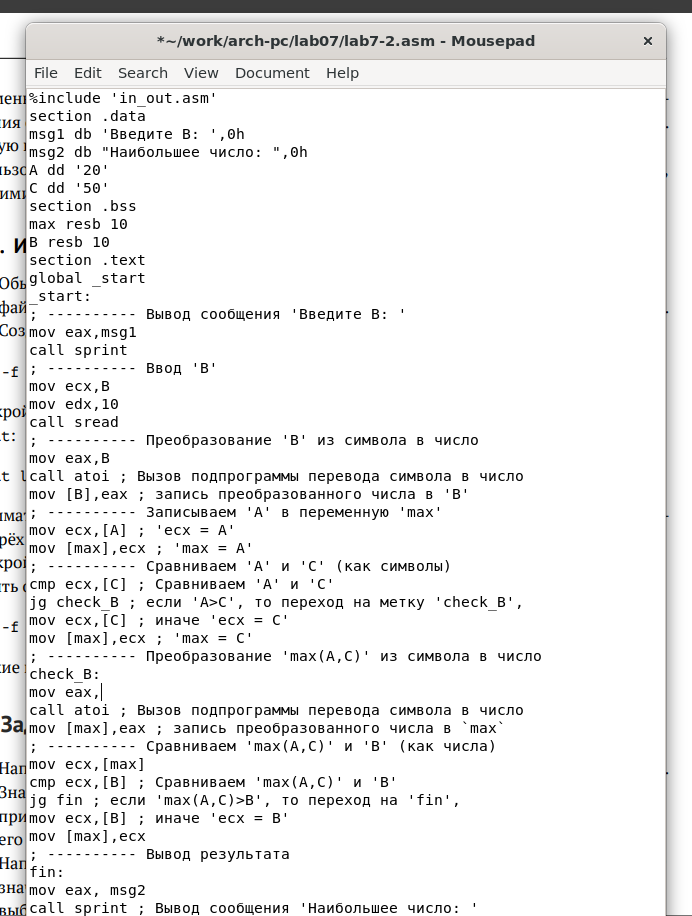 *~/work/arch-pc/lab07/lab7-2.asm - Mousepad
×
File Edit Search View Document Help
%include 'in_out.asm'
section .data
msg1 db 'Введите B: ',0h
msg2 db "Наибольшее число: ",0h
A dd '20'
C dd '50'
section .bss
max resb 10
B resb 10
section .text
global _start
_start:
; ---------- Вывод сообщения 'Введите B: '
mov eax,msg1
call sprint
; ---------- Ввод 'B'
mov ecx,B
mov edx,10
call sread
; ---------- Преобразование 'B' из символа в число
mov eax,B
call atoi ; Вызов подпрограммы перевода символа в число
mov [B],eax ; запись преобразованного числа в 'B'
; ---------- Записываем 'A' в переменную 'max'
mov ecx,[A] ; 'ecx = A'
mov [max],ecx ; 'max = A'
; ---------- Сравниваем 'A' и 'С' (как символы)
cmp ecx,[C] ; Сравниваем 'A' и 'С'
jg check_B ; если 'A>C', то переход на метку 'check_B',
mov ecx,[C] ; иначе 'ecx = C'
mov [max],ecx ; 'max = C'
; ---------- Преобразование 'max(A,C)' из символа в число
check_B:
mov eax,
call atoi ; Вызов подпрограммы перевода символа в число
mov [max],eax ; запись преобразованного числа в `max`
; ---------- Сравниваем 'max(A,C)' и 'B' (как числа)
mov ecx,[max]
cmp ecx,[B] ; Сравниваем 'max(A,C)' и 'B'
jg fin ; если 'max(A,C)>B', то переход на 'fin',
mov ecx,[B] ; иначе 'ecx = B'
mov [max],ecx
; ---------- Вывод результата
fin:
mov eax, msg2
call sprint ; Вывод сообщения 'Наибольшее число: '